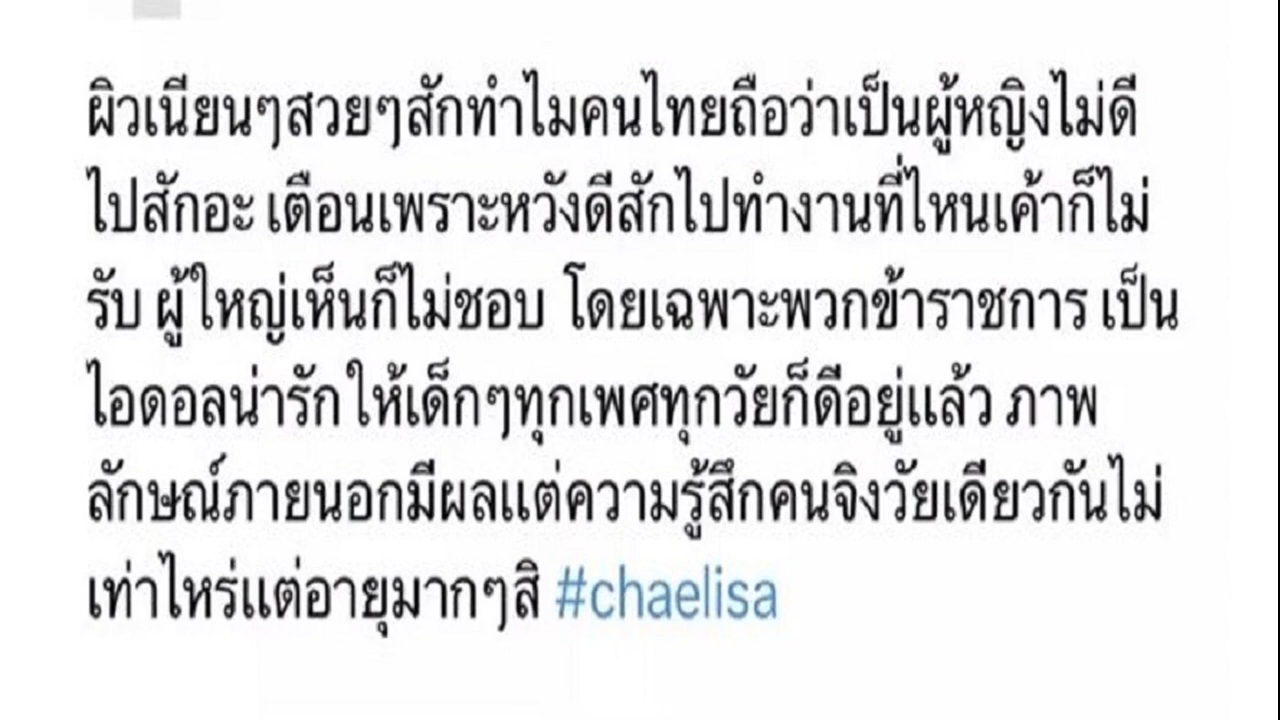 ผิวเนียนๆสวยๆสักทำไมคนไทยถือว่าเป็นผู้หญิงไม่ดี
ไปสักอะ เตือนเพราะหวังดีสักไปทำงานที่ไหนเค้าก็ไม่
รับ ผู้ใหญ่เห็นก็ไม่ชอบ โดยเฉพาะพวกข้าราชการ เป็น
ไอดอลน่ารักให้เด็กๆทุกเพศทุกวัยก็ดีอยู่แล้ว ภาพ
ลักษณ์ภายนอกมีผลแต่ความรู้สึกคนจิงวัยเดียวกันไม่
เท่าไหร่แต่อายุมากๆสิ #chaelisa